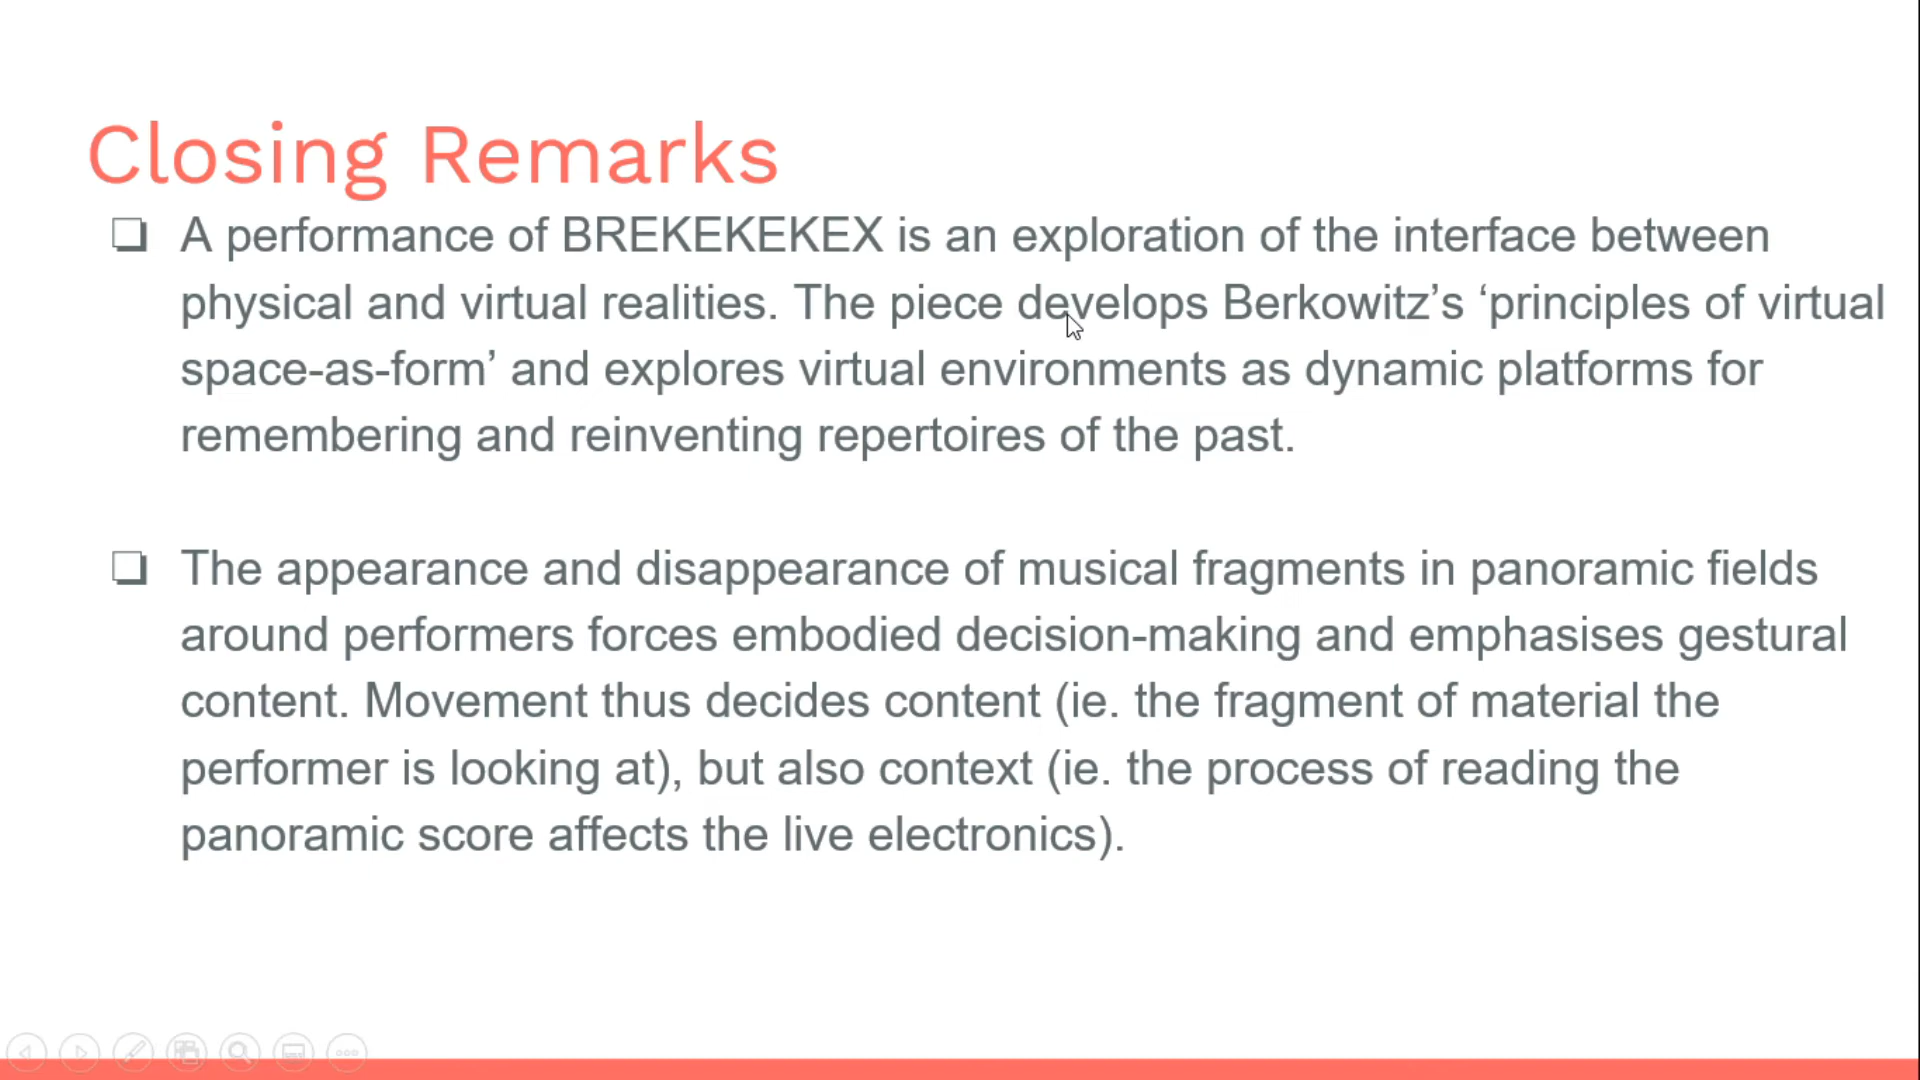 Closing Remarks
❏ A performance of BREKEKEKEX is an exploration of the interface between
physical and virtual realities. The piece develops Berkowitz’s ‘principles of virtual
space-as-form’ and explores virtual environments as dynamic platforms for
remembering and reinventing repertoires of the past.
❏ The appearance and disappearance of musical fragments in panoramic fields
around performers forces embodied decision-making and emphasises gestural
content. Movement thus decides content (ie. the fragment of material the
performer is looking at), but also context (ie. the process of reading the
panoramic score affects the live electronics).